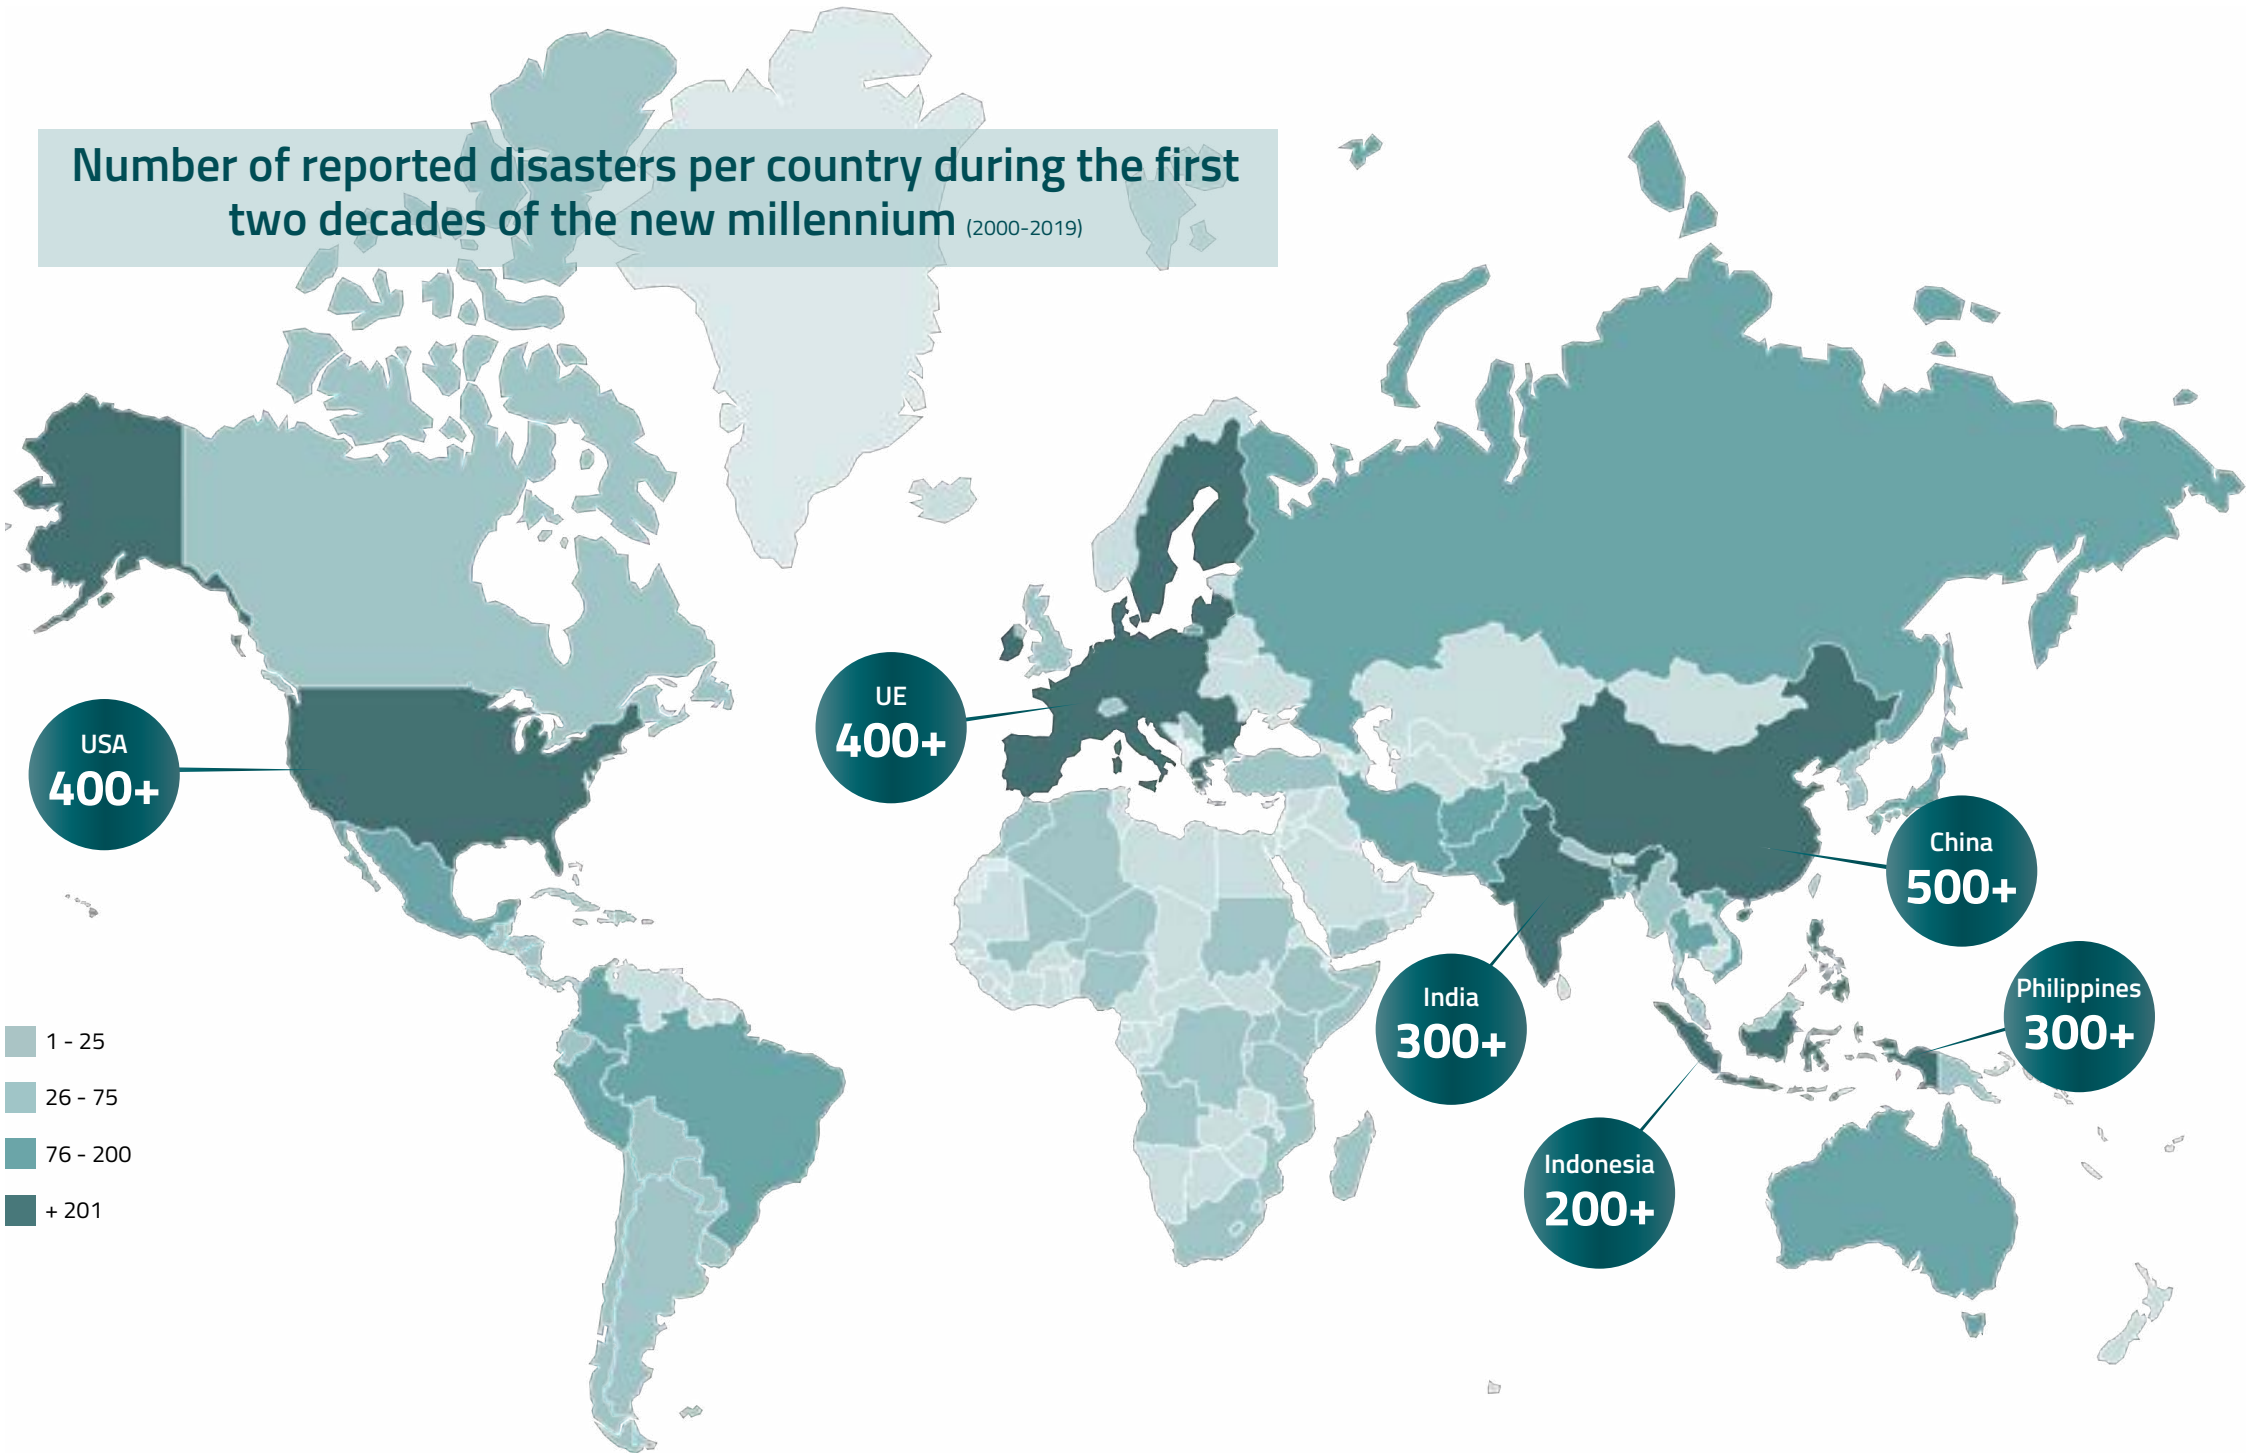 Number of reported disasters per country during the first
two decades of the new millennium (2000-2019)
USA
400+
UE
400+
China
500+
India
300+
Philippines
300+
Indonesia
200+
1 - 25
26 - 75
76 - 200
+ 201